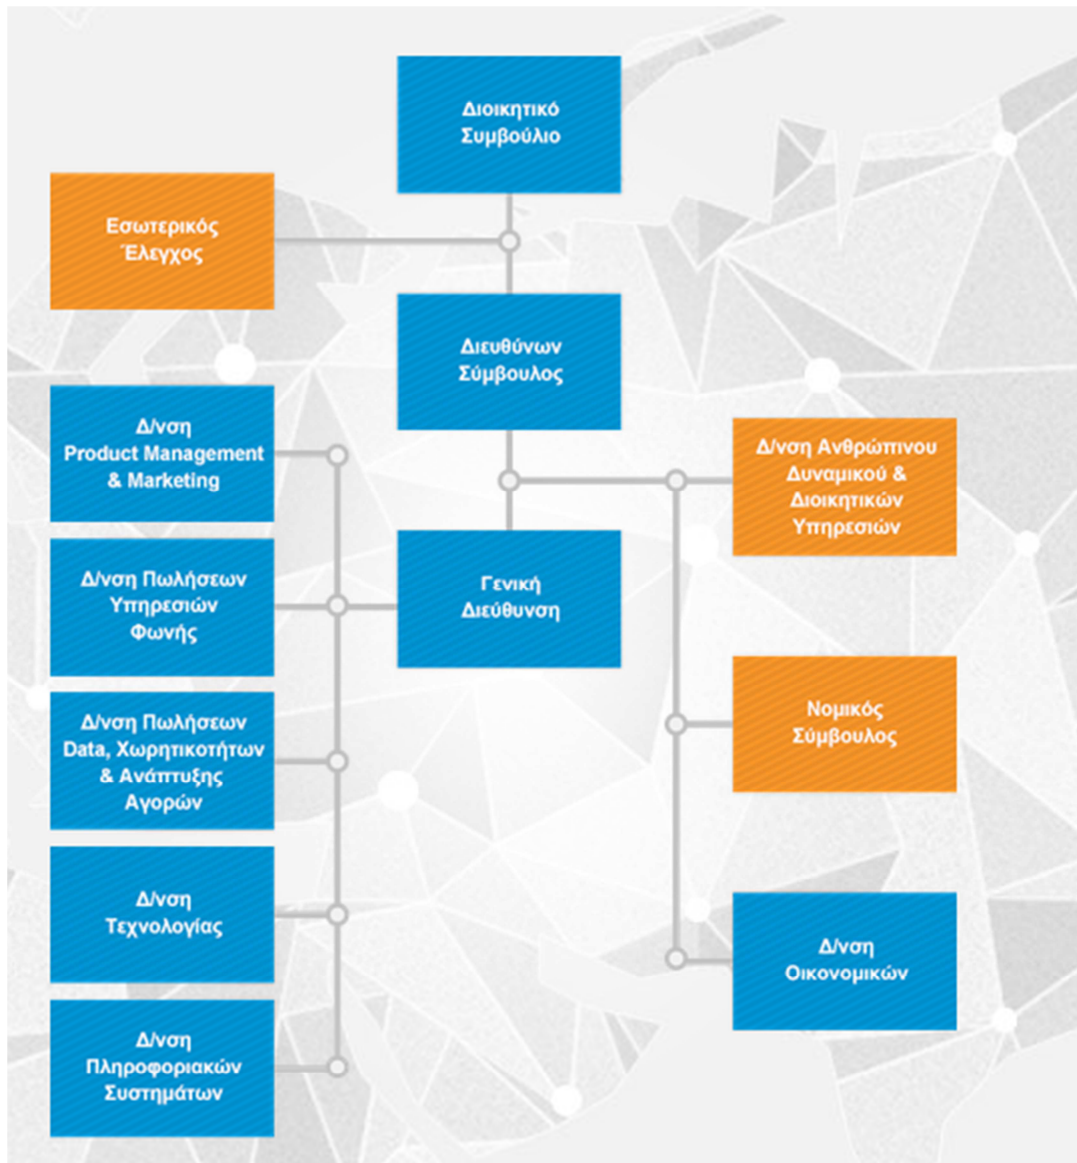 Διοικητικό
Συμβούλιο
Εσωτερικός
Έλεγχος
Διευθύνων
Σύμβουλος
Δ/νση
Product Management
& Marketing
Δ/νση Ανθρώπινου
Δυναμικού &
Διοικητικών
Υπηρεσιών
Δ/νση Πωλήσεων
Υπηρεσιών
Φωνής
Γενική
Διεύθυνση
Δ/νση Πωλήσεων
Data, Χωρητικοτήτων
& Ανάπτυξης
Αγορών
Νομικός
Σύμβουλος
Δ/νση
Τεχνολογίας
Δ/νση
Οικονομικών
Δ/νση
Πληροφοριακών
Συστημάτων